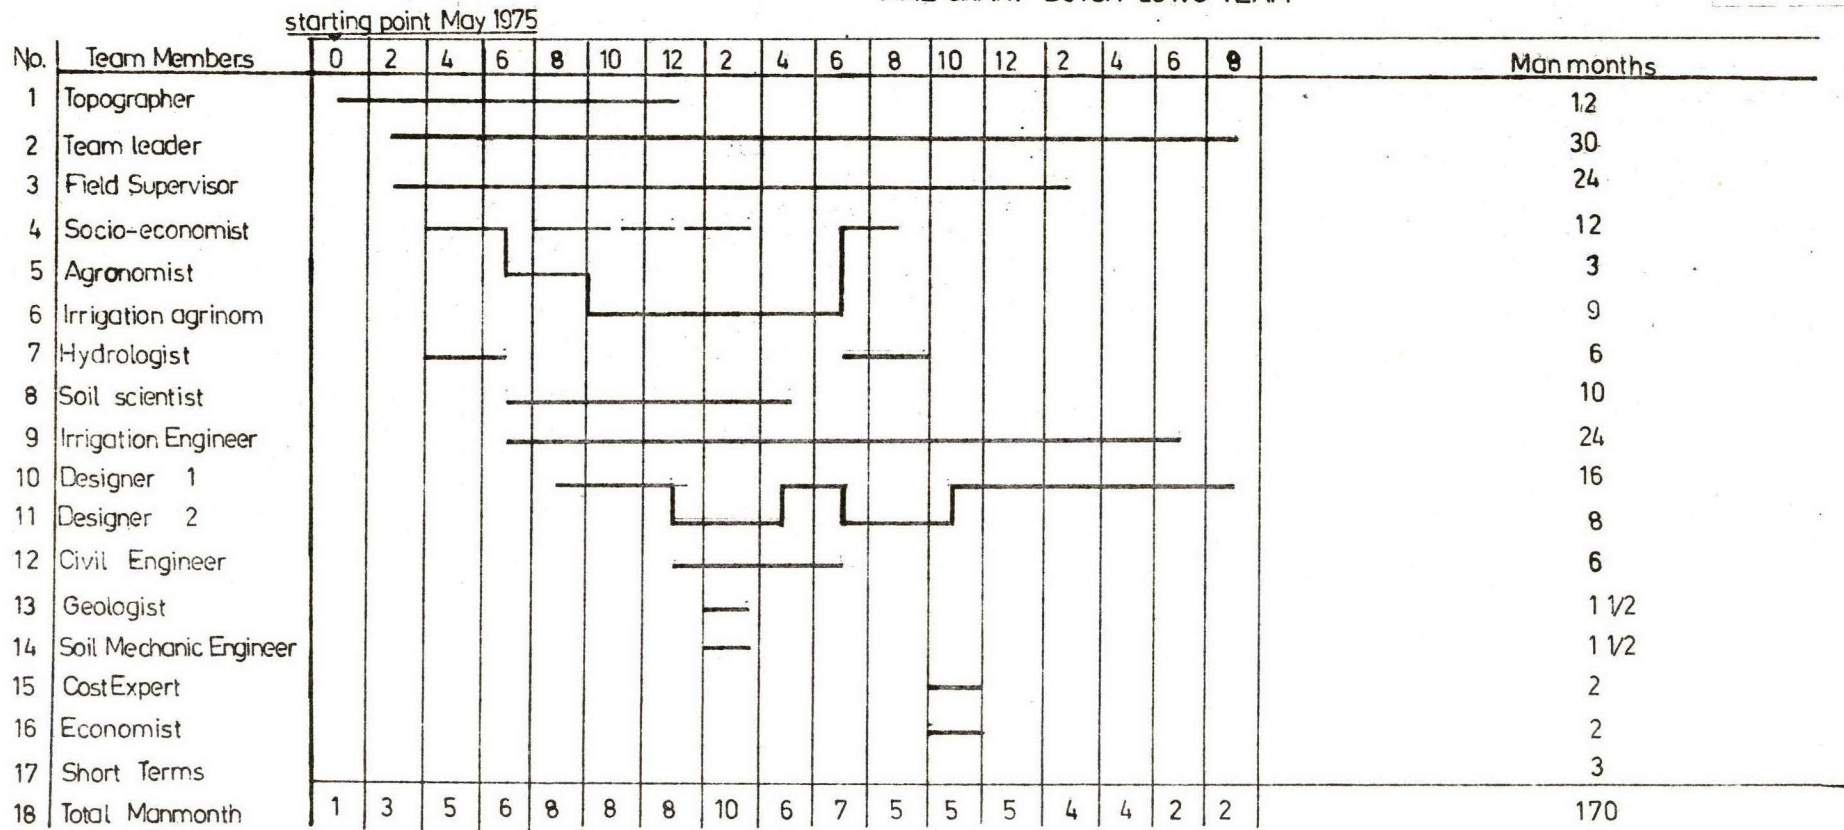 starting point May 1975
No. Team Members 0 2 4 6 8 10 12 2 4 6 8 10 12 2 4 6 8 Man months
1 Topographer 12
2 Team leader 30
3 Field Supervisor 24
4 Socio-economist 12
5 Agronomist 3
6 Irrigation agrinom 9
7 Hydrologist 6
8 Soil scientist 10
9 Irrigation Engineer 24
10 Designer 1 16
11 Designer 2 8
12 Civil Engineer 6
13 Geologist 1 1/2
14 Soil Mechanic Engineer 1 1/2
15 Cost Expert 2
16 Economist 2
17 Short Terms 3
18 Total Manmonth 1 3 5 6 8 8 8 10 6 7 5 5 5 4 4 2 2 170